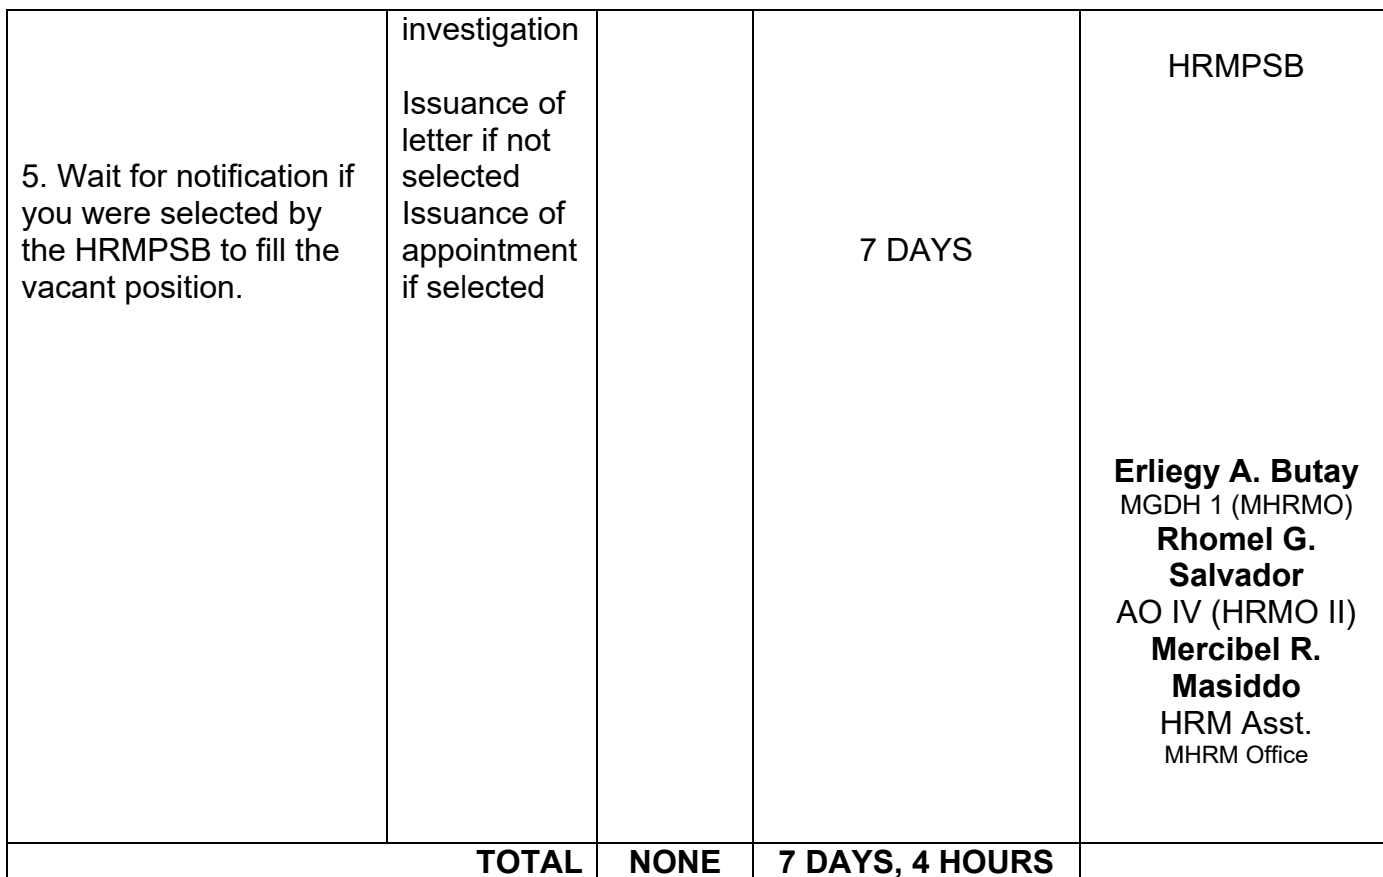 investigation
HRMPSB
5. Wait for notification if
you were selected by
the HRMPSB to fill the
vacant position.
Issuance of
letter if not
selected
Issuance of
appointment
if selected
7 DAYS
Erliegy A. Butay
MGDH 1 (MHRMO)
Rhomel G.
Salvador
AO IV (HRMO II)
Mercibel R.
Masiddo
HRM Asst.
MHRM Office
TOTAL NONE 7 DAYS, 4 HOURS